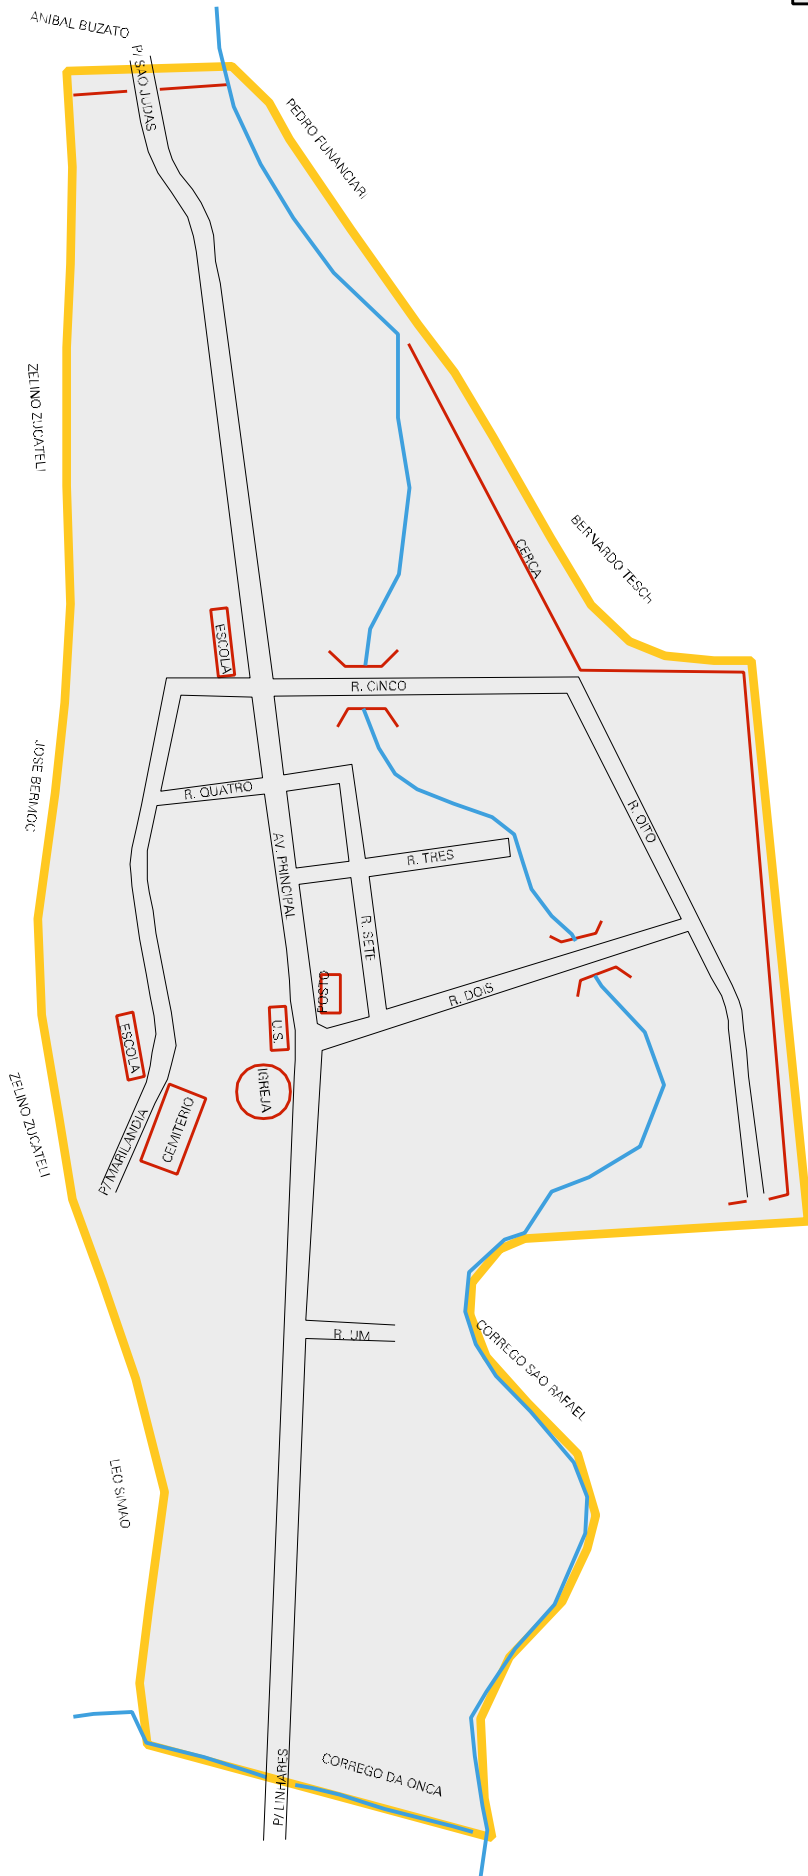 ANIBAL BUZATO
P/ SAO JUDAS
PEDRO FUNANCIARI
ZELINO ZUCATELI
BERNARDO TESCH
CERCA
ESCOLA
R. CINCO
JOSE BERMOC
R. QUATRO
R. OITO
R. TRES
AV. PRINCIPAL
R. SETE
POSTO
R. DOIS
U.S.
ESCOLA
IGREJA
CEMITERIO
P/ MARILANDIA
ZELINO ZUCATELI
R. UM
CORREGO SAO RAFAEL
LEO SIMAO
CORREGO DA ONCA
P/ LINHARES